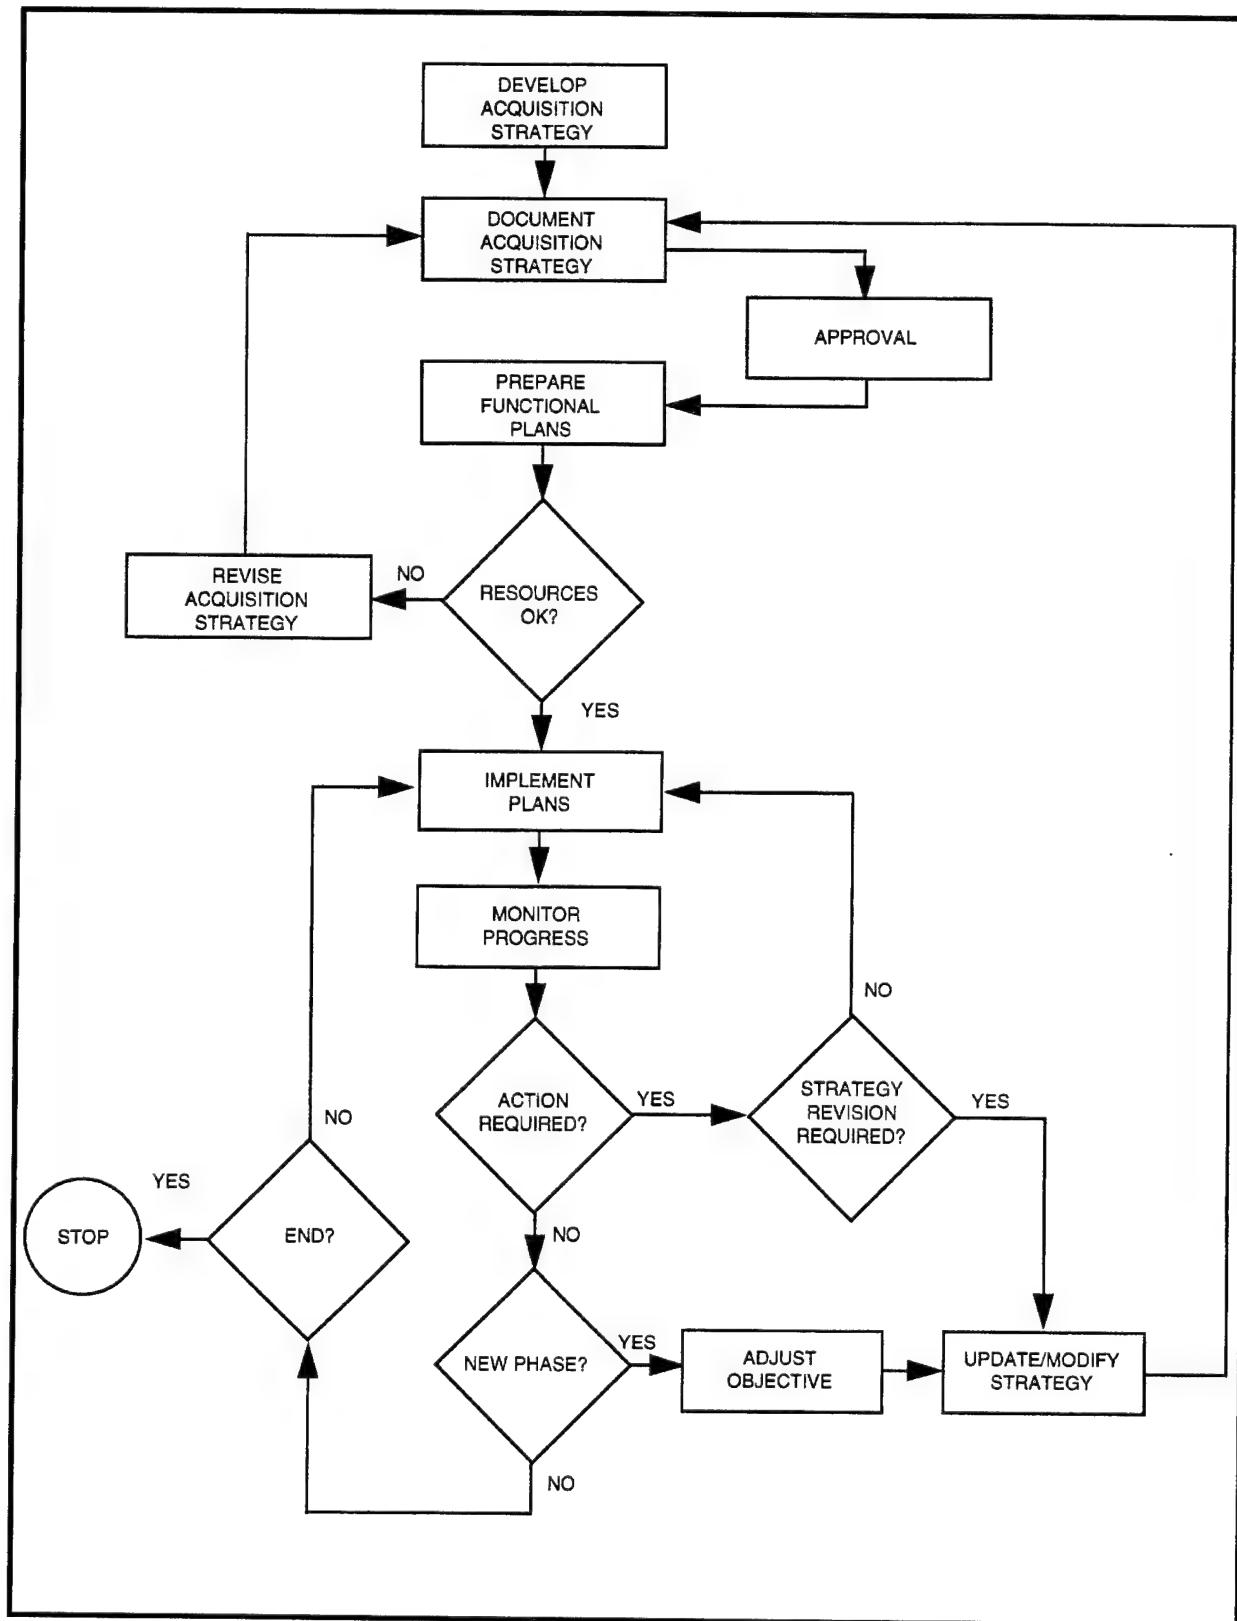 DEVELOP
ACQUISITION
STRATEGY
DOCUMENT
ACQUISITION
STRATEGY
APPROVAL
PREPARE
FUNCTIONAL
PLANS
REVISE
ACQUISITION
STRATEGY
NO
RESOURCES
OK?
YES
IMPLEMENT
PLANS
MONITOR
PROGRESS
NO
ACTION
REQUIRED?
YES
STRATEGY
REVISION
REQUIRED?
YES
NO
YES
STOP
END?
NO
NEW PHASE?
YES
ADJUST
OBJECTIVE
UPDATE/MODIFY
STRATEGY
NO